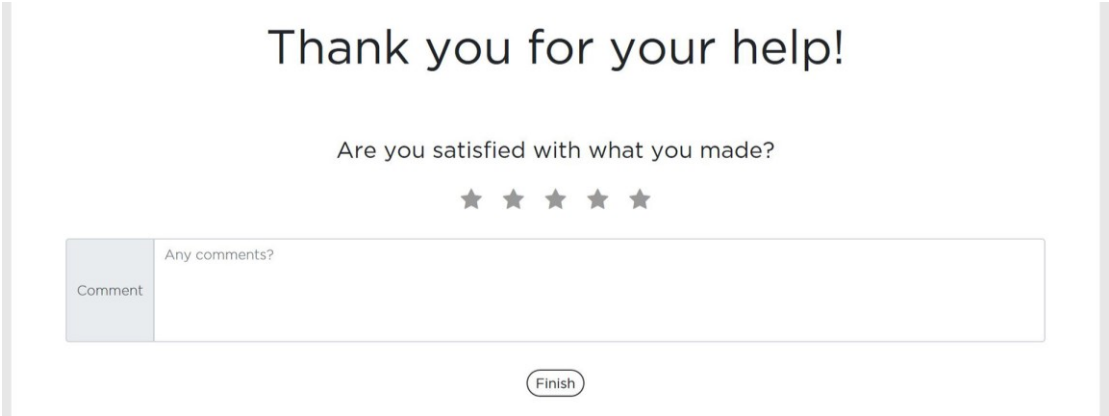 Thank you for your help!
Are you satisfied with what you made?
Any comments?
Comment
Finish